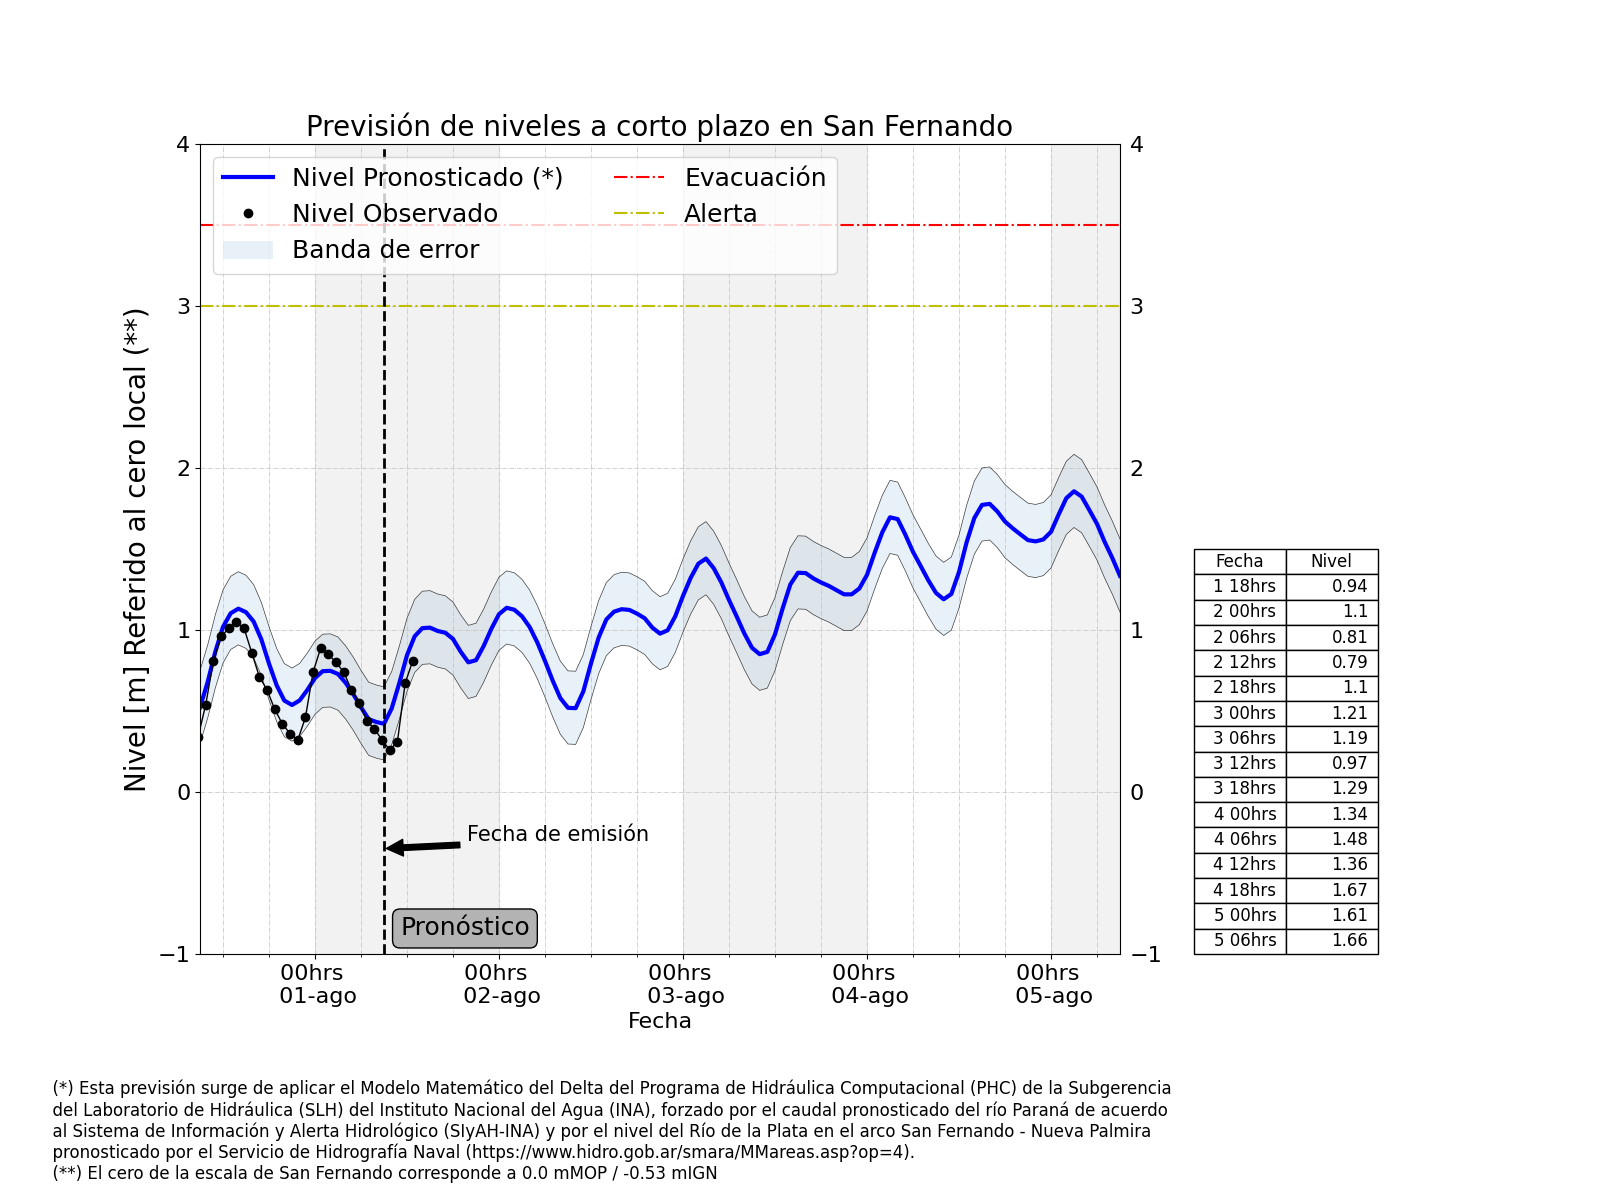 Previsión de niveles a corto plazo en San Fernando
Nivel Pronosticado (*)
Nivel Observado
Banda de error
Evacuación
Alerta
Nivel [m] Referido al cero local (**)
4
3
2
1
0
−1
4
3
2
1
0
−1
Fecha de emisión
Pronóstico
00hrs
01-ago
00hrs
02-ago
00hrs
03-ago
00hrs
04-ago
00hrs
05-ago
Fecha
Fecha Nivel
1 18hrs 0.94
2 00hrs 1.1
2 06hrs 0.81
2 12hrs 0.79
2 18hrs 1.1
3 00hrs 1.21
3 06hrs 1.19
3 12hrs 0.97
3 18hrs 1.29
4 00hrs 1.34
4 06hrs 1.48
4 12hrs 1.36
4 18hrs 1.67
5 00hrs 1.61
5 06hrs 1.66
(*) Esta previsión surge de aplicar el Modelo Matemático del Delta del Programa de Hidráulica Computacional (PHC) de la Subgerencia
del Laboratorio de Hidráulica (SLH) del Instituto Nacional del Agua (INA), forzado por el caudal pronosticado del río Paraná de acuerdo
al Sistema de Información y Alerta Hidrológico (SIyAH-INA) y por el nivel del Río de la Plata en el arco San Fernando - Nueva Palmira
pronosticado por el Servicio de Hidrografía Naval (https://www.hidro.gob.ar/smara/MMareas.asp?op=4).
(**) El cero de la escala de San Fernando corresponde a 0.0 mMOP / -0.53 mIGN